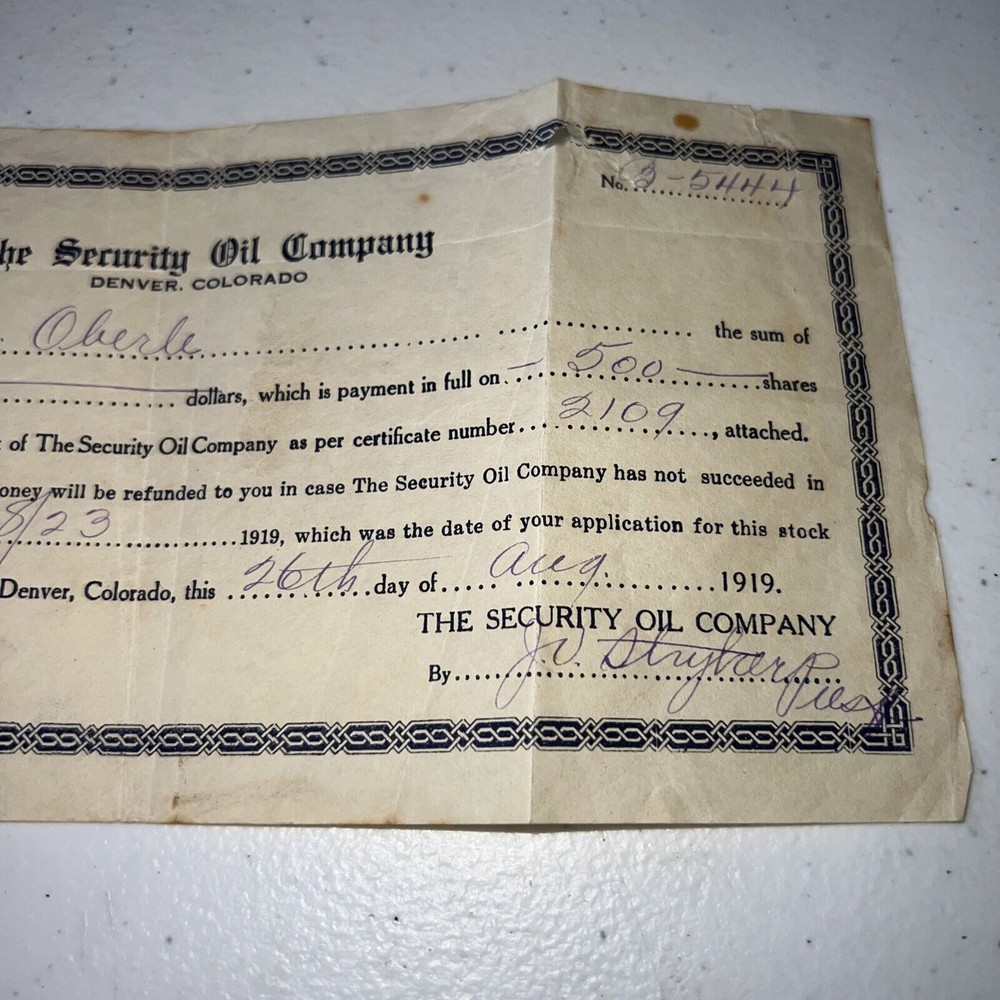 No. 3-5444
he Security Oil Company
DENVER, COLORADO
Oberle the sum of
dollars, which is payment in full on 500 shares
of The Security Oil Company as per certificate number 2109, attached.
oney will be refunded to you in case The Security Oil Company has not succeeded in
8/23 1919, which was the date of your application for this stock
Denver, Colorado, this 26th day of Aug. 1919.
THE SECURITY OIL COMPANY
By J.V. Pres